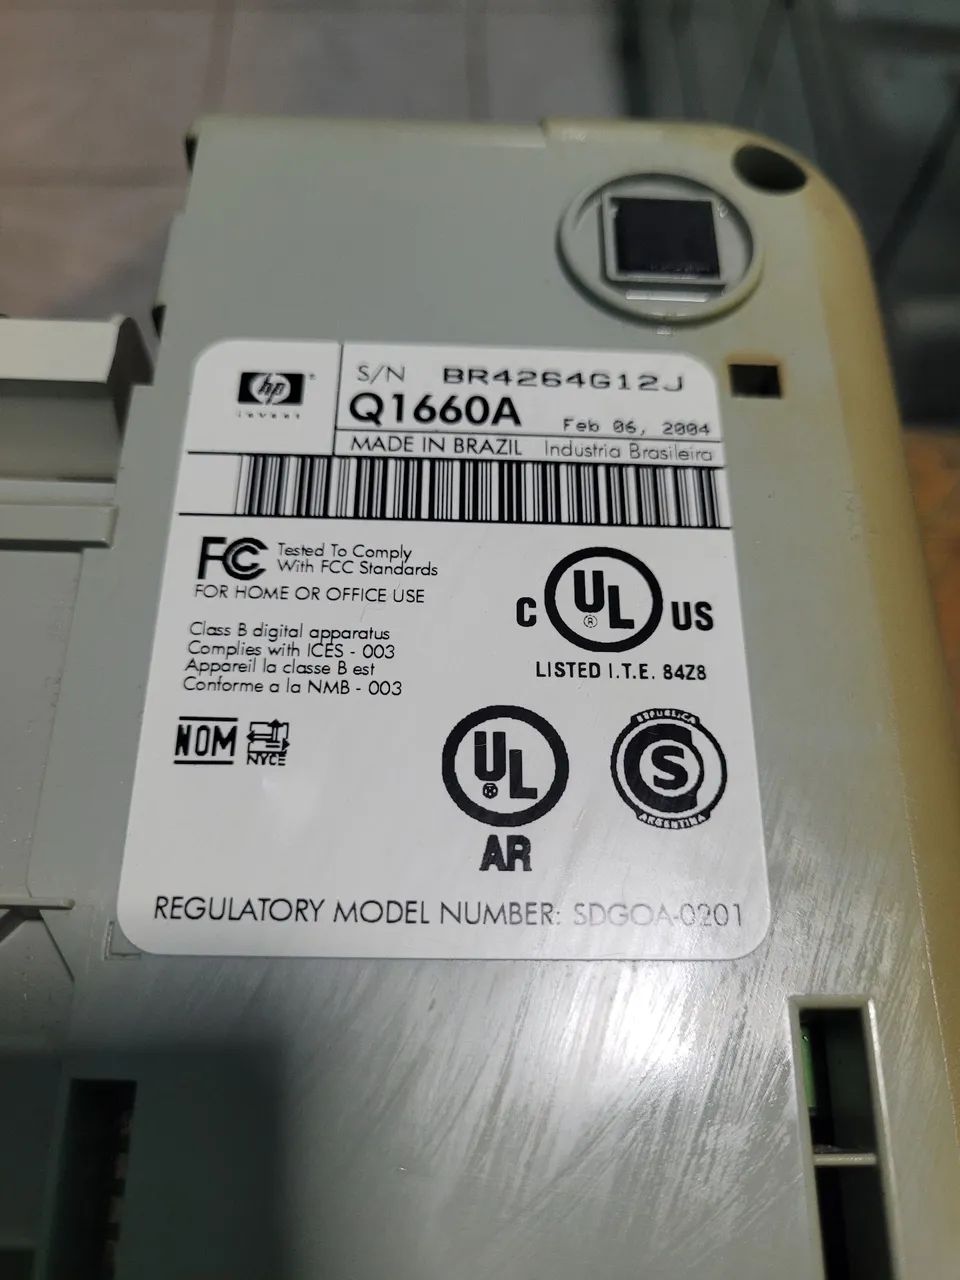 hp
invent
S/N BR4264G12J
Q1660A Feb 06, 2004
MADE IN BRAZIL Indústria Brasileira
FC Tested To Comply
With FCC Standards
FOR HOME OR OFFICE USE
Class B digital apparatus
Complies with ICES - 003
Appareil la classe B est
Conforme a la NMB - 003
C UL ® US
LISTED I.T.E. 84Z8
NOM
NYCE
UL
AR
REPUBLICA
S
ARGENTINA
REGULATORY MODEL NUMBER: SDGOA-0201